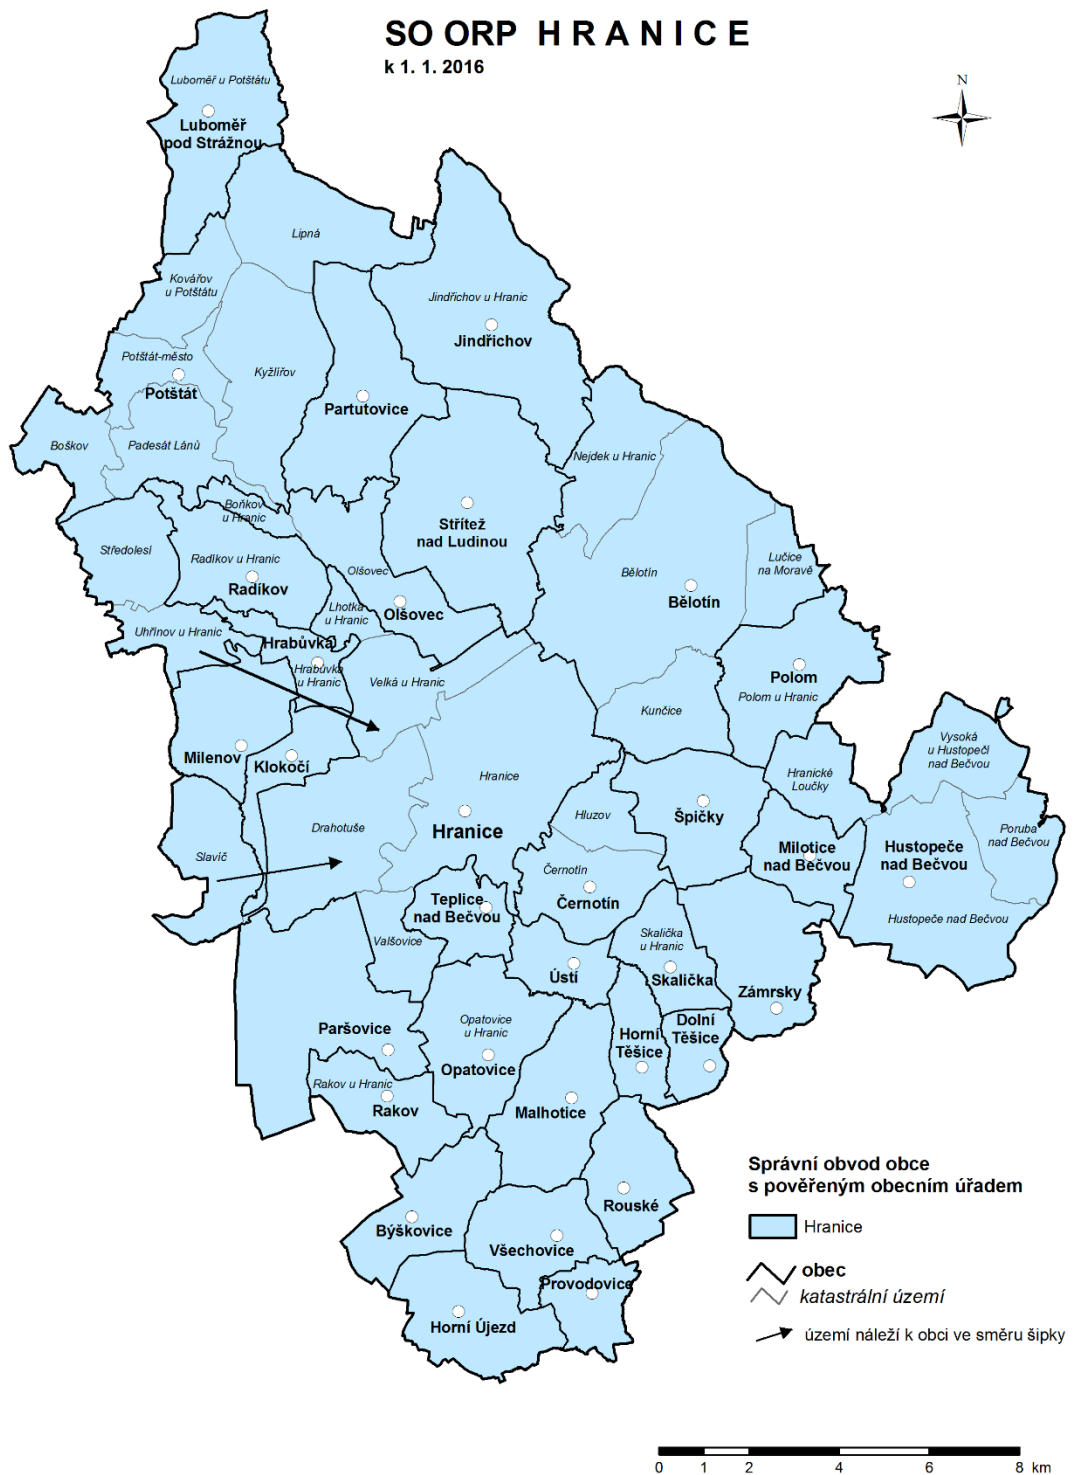 SO ORP HRANICE
k 1. 1. 2016
N
Luboměř u Potštátu
Luboměř
pod Strážnou
Lipná
Kovářov
u Potštátu
Jindřichov u Hranic
Jindřichov
Potštát-město
Potštát
Kyžlířov
Partutovice
Boškov
Padesát Lánů
Nejdek u Hranic
Boňkov
u Hranic
Střítež
nad Ludinou
Středolesí
Radíkov u Hranic
Radíkov
Olšovec
Olšovec
Lhotka
u Hranic
Bělotín
Bělotín
Lučice
na Moravě
Uhřínov u Hranic
Hrabůvka
Hrabůvka
u Hranic
Velká u Hranic
Polom
Polom u Hranic
Kunčice
Milenov
Klokočí
Hranice
Hranice
Vysoká
u Hustopečí
nad Bečvou
Hranické
Loučky
Drahotuše
Hluzov
Špičky
Slavíč
Milotice
nad Bečvou
Hustopeče
nad Bečvou
Poruba
nad Bečvou
Hustopeče nad Bečvou
Černotín
Černotín
Teplice
nad Bečvou
Valšovice
Skalička
u Hranic
Skalička
Ústí
Zámrsky
Paršovice
Opatovice
u Hranic
Opatovice
Horní
Těšice
Dolní
Těšice
Rakov u Hranic
Rakov
Malhotice
Rouské
Býškovice
Všechovice
Provodovice
Horní Újezd
Správní obvod obce
s pověřeným obecním úřadem
Hranice
obec
katastrální území
území náleží k obci ve směru šipky
0 1 2 4 6 8 km